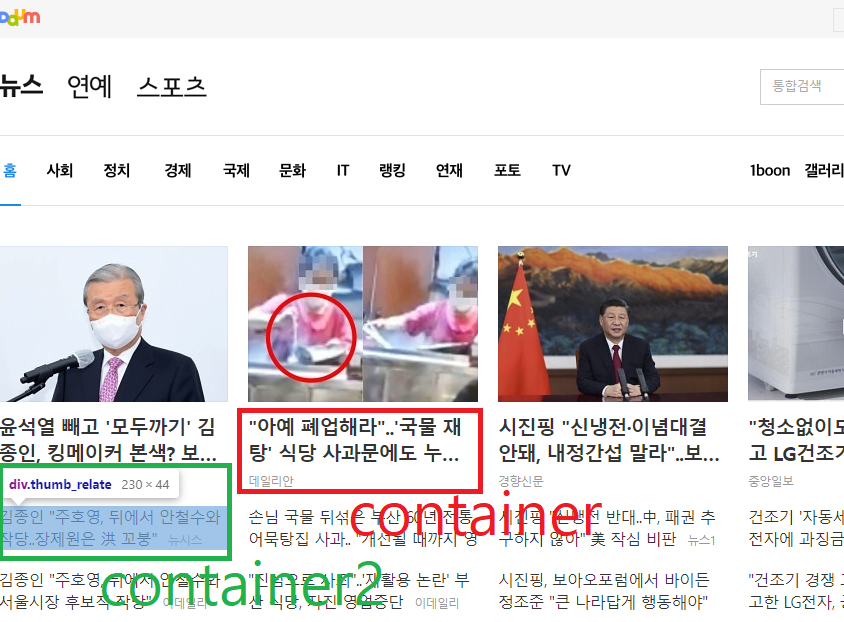 Daum
뉴스 연예 스포츠
통합검색
홈 사회 정치 경제 국제 문화 IT 랭킹 연재 포토 TV 1boon 갤러리
윤석열 빼고 '모두까기' 김
종인, 킹메이커 본색? 보...
div.thumb_relate 230 × 44
김종인 "주호영, 뒤에서 안철수와
작당..장제원은 洪 꼬붕" 뉴시스
김종인 "주호영, 뒤에서 안철수와
서울시장 후보직 작당" 이데일리
container2
"아예 폐업해라"..'국물 재
탕' 식당 사과문에도 누...
데일리안
container
손님 국물 뒤섞은 부산 60년 전통
어묵탕집 사과.. "개선될 때까지 영
"진심으로 사죄"..'재활용 논란' 부
산 식당, 자진 영업중단 이데일리
시진핑 "신냉전·이념대결
안돼, 내정간섭 말라"..보...
경향신문
시진핑 "신냉전 반대..中, 패권 추
구하지 않아" 美 작심 비판 뉴스1
시진핑, 보아오포럼에서 바이든
정조준 "큰 나라답게 행동해야"
"청소없이도
고 LG건조기
중앙일보
건조기 '자동세
전자에 과징금
"건조기 경쟁
고한 LG전자,